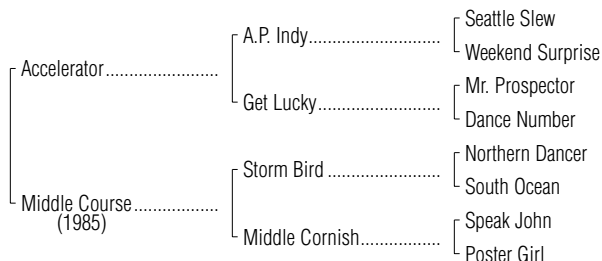 Seattle Slew
A.P. Indy........................................
Weekend Surprise
Accelerator..................................
Mr. Prospector
Get Lucky.....................................
Dance Number
Northern Dancer
Storm Bird ...................................
South Ocean
Middle Course .........................
(1985)
Speak John
Middle Cornish........................
Poster Girl